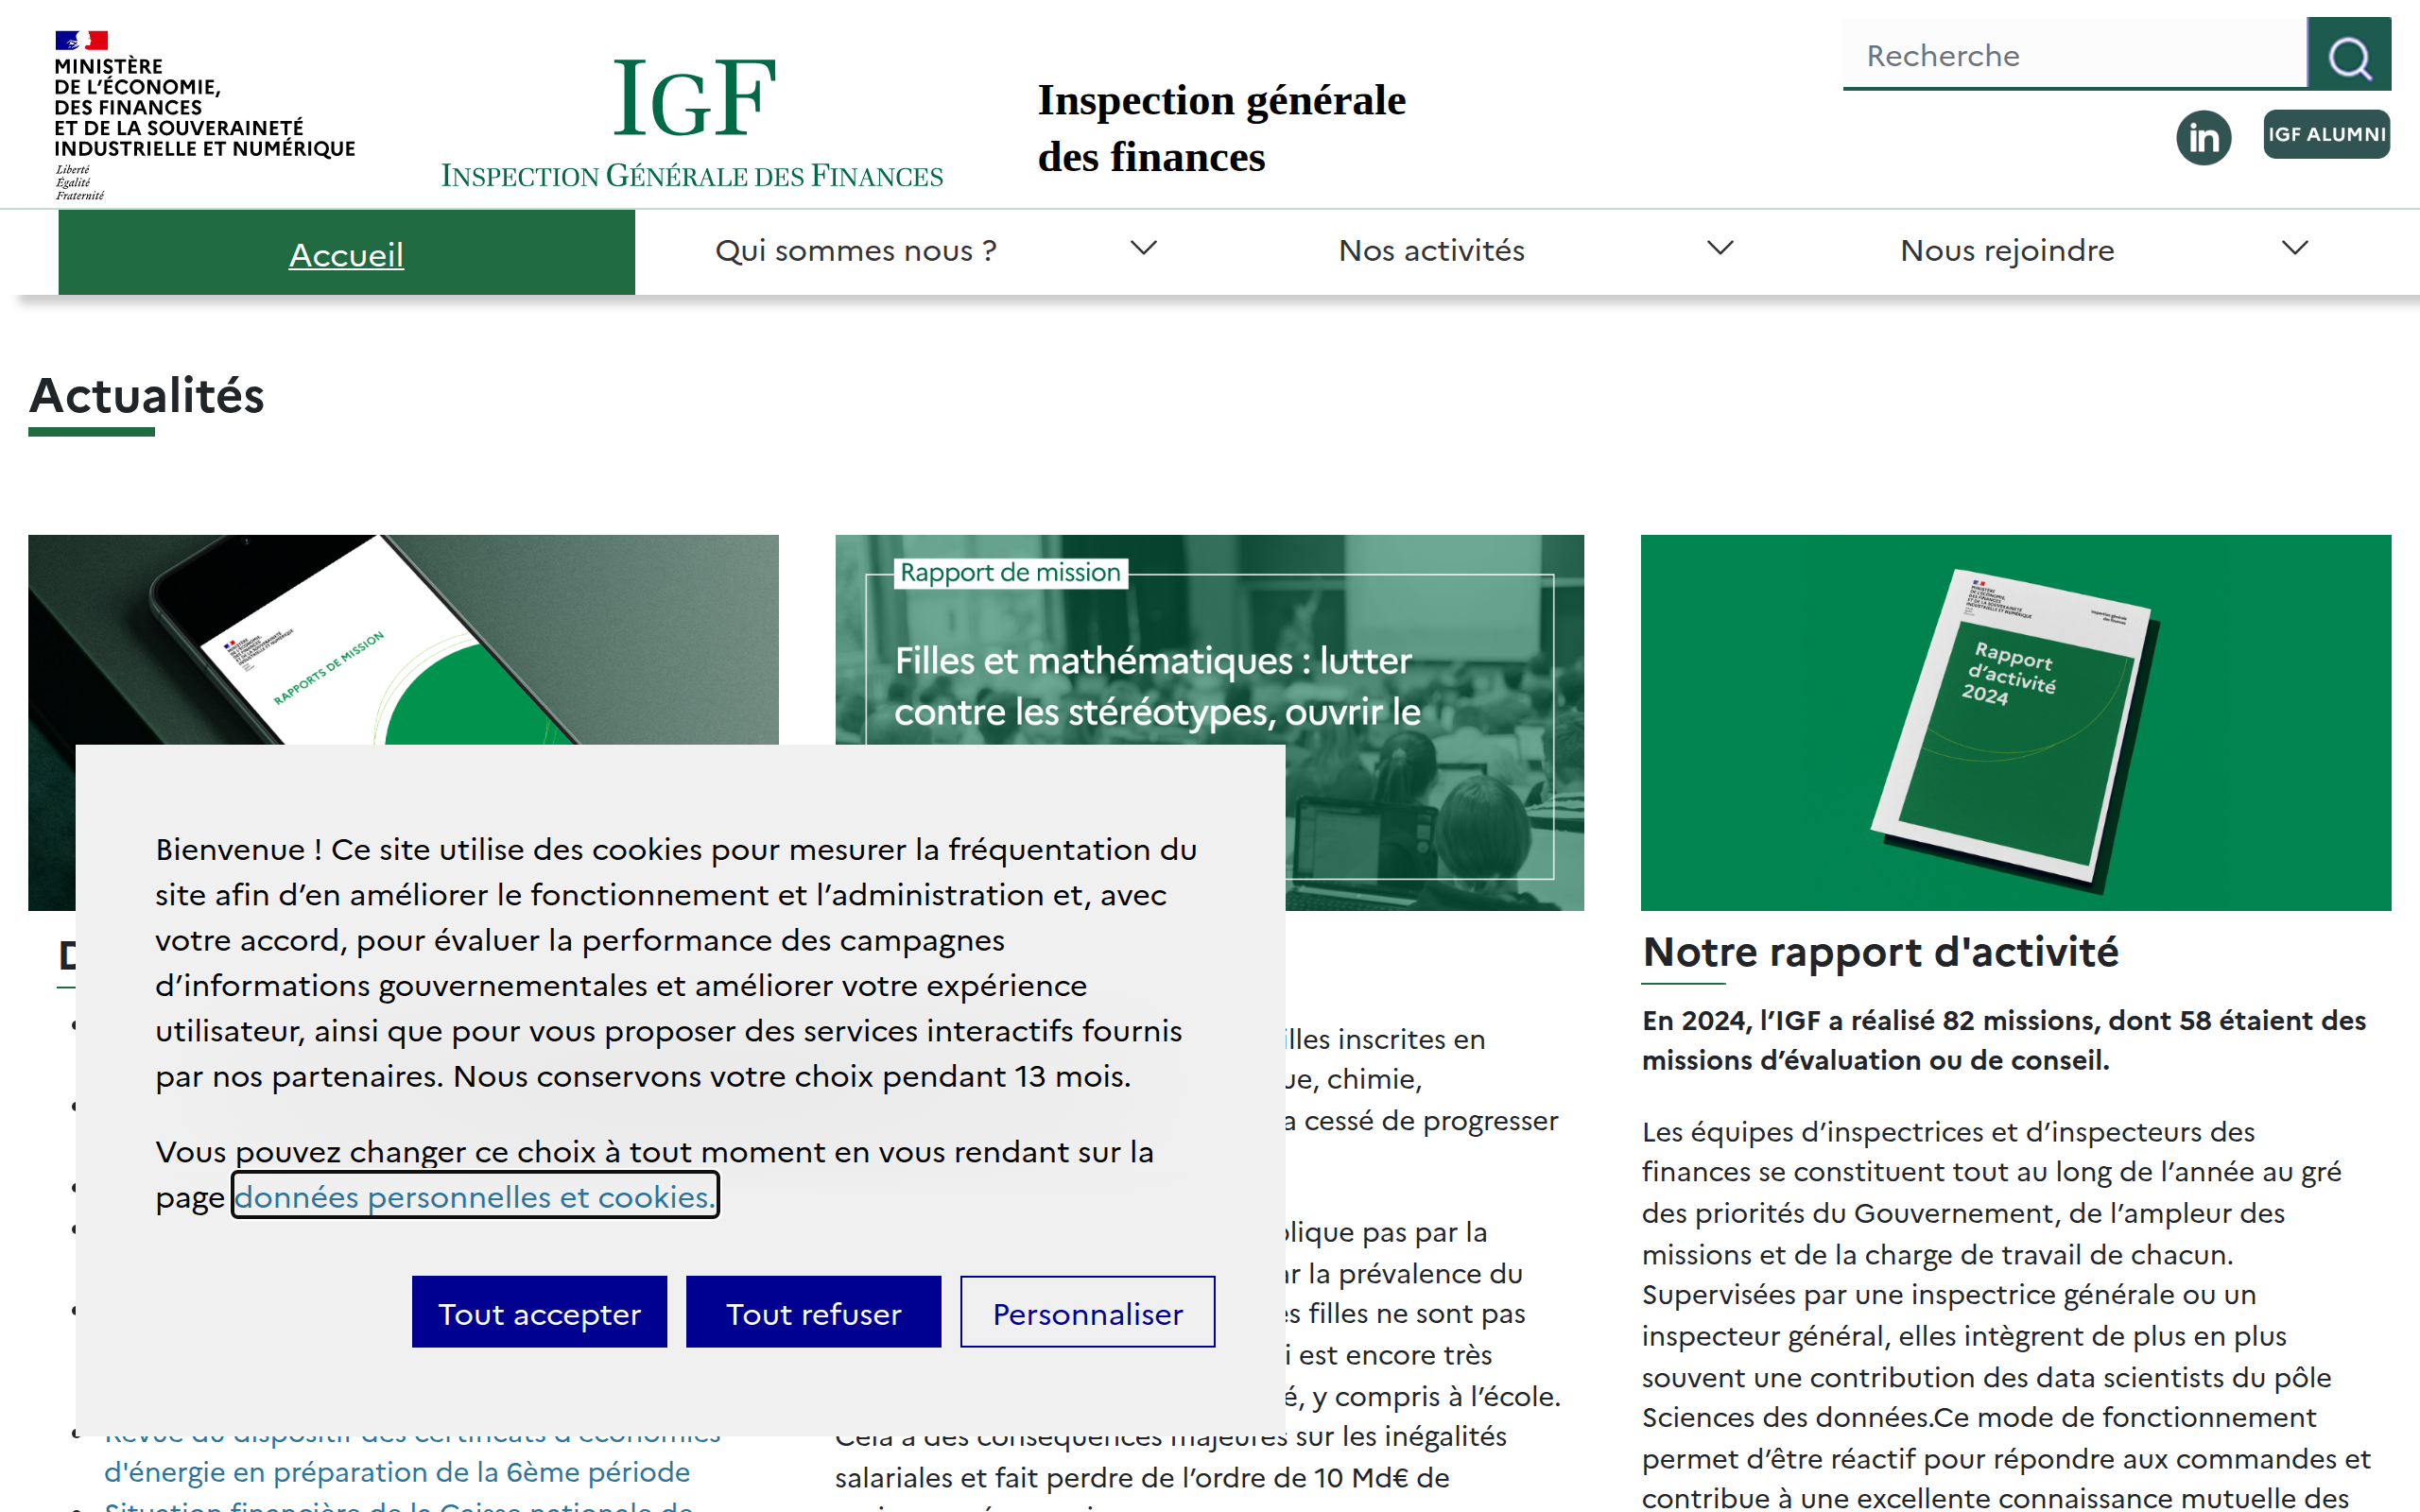 MINISTÈRE
DE L'ÉCONOMIE,
DES FINANCES
ET DE LA SOUVERAINETÉ
INDUSTRIELLE ET NUMÉRIQUE
Liberté
Égalité
Fraternité
IGF
INSPECTION GÉNÉRALE DES FINANCES
Inspection générale
des finances
Recherche
IGF ALUMNI
Accueil
Qui sommes nous ?
Nos activités
Nous rejoindre
Actualités
RAPPORTS DE MISSION
Rapport de mission
Filles et mathématiques : lutter
contre les stéréotypes, ouvrir le
Rapport
d'activité
2024
Bienvenue ! Ce site utilise des cookies pour mesurer la fréquentation du
site afin d'en améliorer le fonctionnement et l'administration et, avec
votre accord, pour évaluer la performance des campagnes
d'informations gouvernementales et améliorer votre expérience
utilisateur, ainsi que pour vous proposer des services interactifs fournis
par nos partenaires. Nous conservons votre choix pendant 13 mois.
Vous pouvez changer ce choix à tout moment en vous rendant sur la
page données personnelles et cookies.
Tout accepter
Tout refuser
Personnaliser
d'énergie en préparation de la 6ème période
inscrites en
chimie,
cessé de progresser
pas par la
la prévalence du
filles ne sont pas
est encore très
y compris à l'école.
Cela a des conséquences majeures sur les inégalités
salariales et fait perdre de l'ordre de 10 Md€ de
Notre rapport d'activité
En 2024, l'IGF a réalisé 82 missions, dont 58 étaient des
missions d'évaluation ou de conseil.
Les équipes d'inspectrices et d'inspecteurs des
finances se constituent tout au long de l'année au gré
des priorités du Gouvernement, de l'ampleur des
missions et de la charge de travail de chacun.
Supervisées par une inspectrice générale ou un
inspecteur général, elles intègrent de plus en plus
souvent une contribution des data scientists du pôle
Sciences des données.Ce mode de fonctionnement
permet d'être réactif pour répondre aux commandes et
contribue à une excellente connaissance mutuelle des